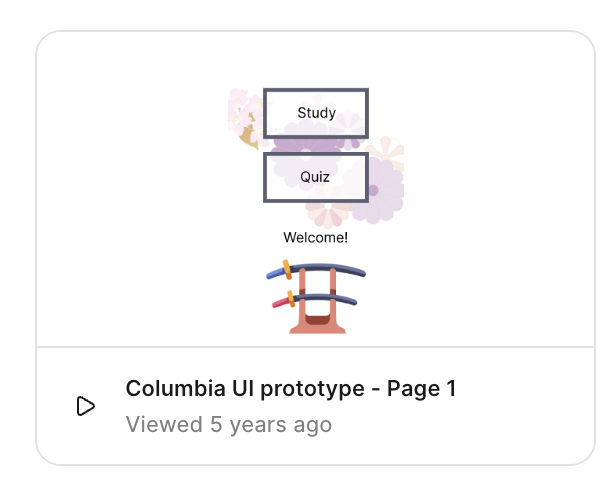 Study
Quiz
Welcome!
Columbia UI prototype - Page 1
Viewed 5 years ago